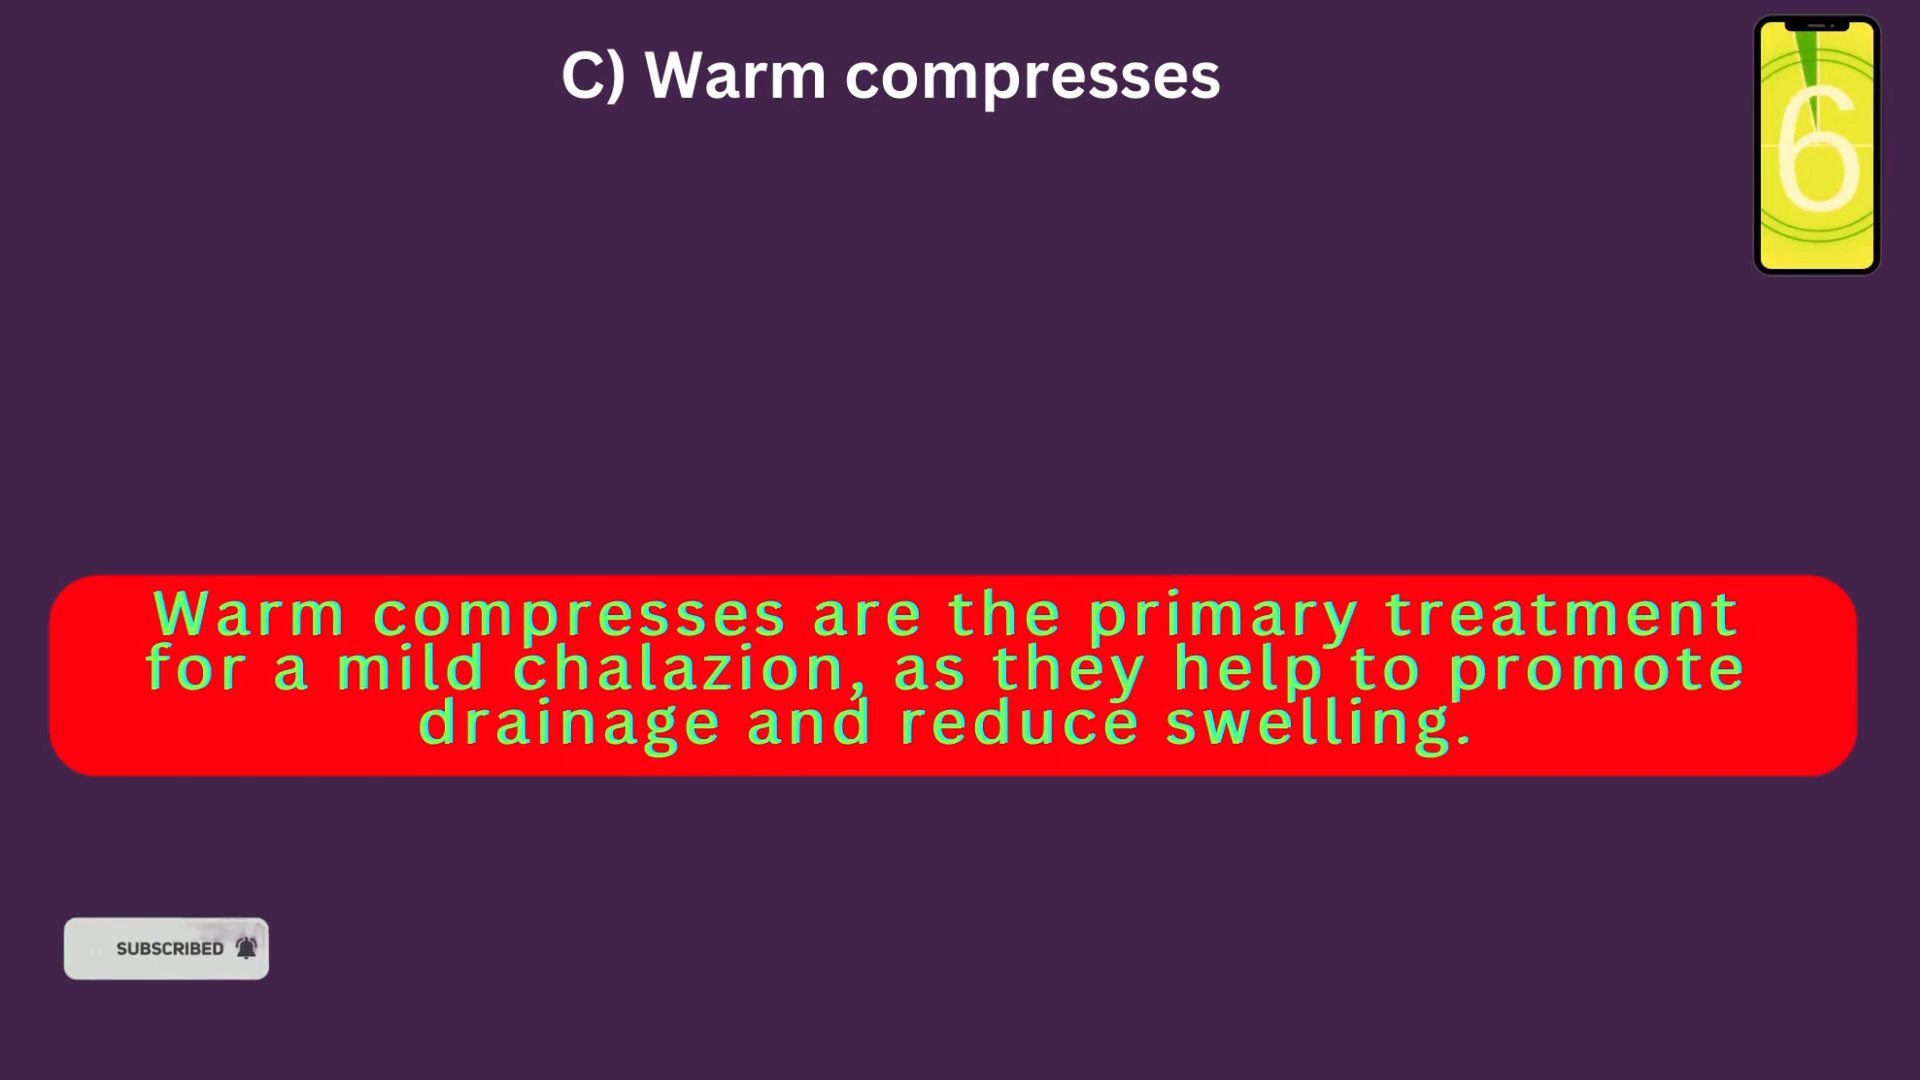 C) Warm compresses
6
Warm compresses are the primary treatment
for a mild chalazion, as they help to promote
drainage and reduce swelling.
SUBSCRIBED